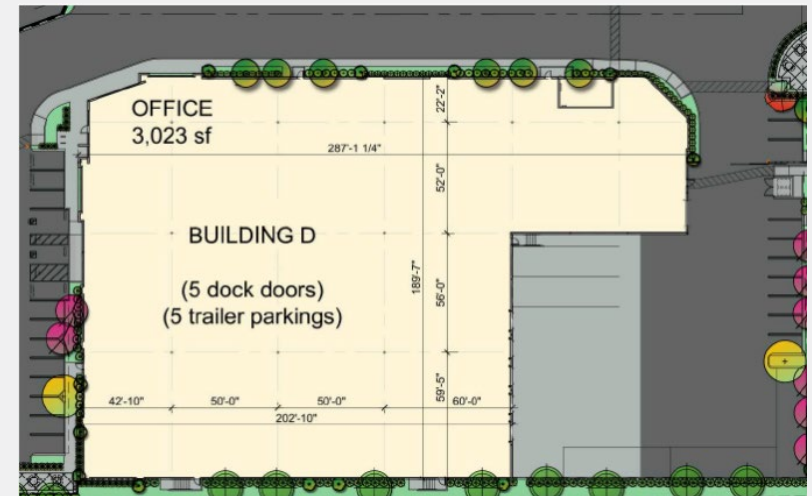 OFFICE
3,023 sf
22'-2"
287'-1 1/4"
52'-0"
BUILDING D
(5 dock doors)
(5 trailer parkings)
189'-7"
56'-0"
59'-5"
42'-10"
50'-0"
50'-0"
60'-0"
202'-10"